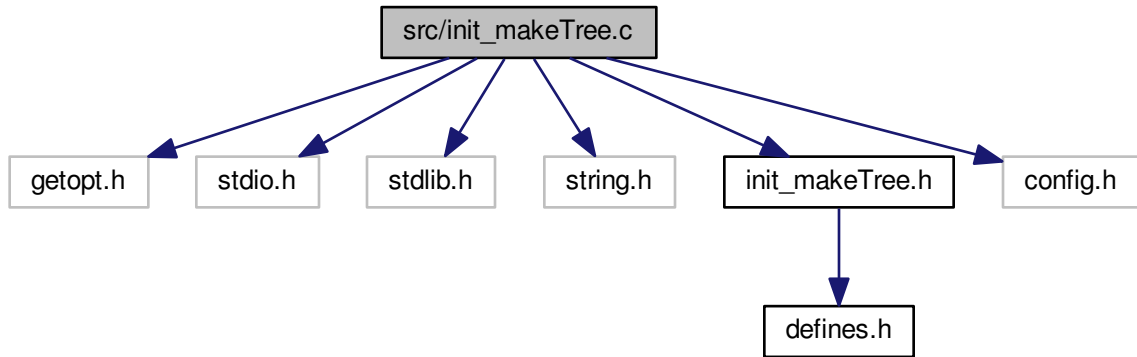 src/init_makeTree.c
getopt.h
stdio.h
stdlib.h
string.h
init_makeTree.h
config.h
defines.h